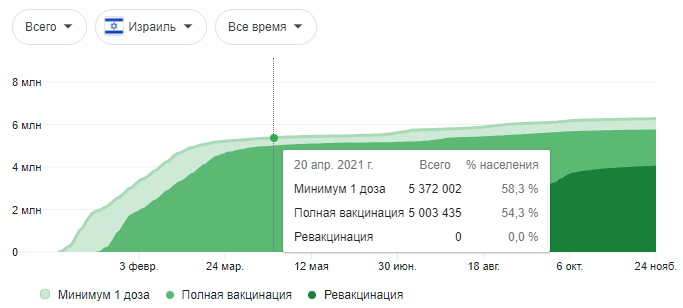 Всего Израиль Все время
8 млн
6 млн
4 млн
2 млн
0
20 апр. 2021 г. Всего % населения
Минимум 1 доза 5 372 002 58,3 %
Полная вакцинация 5 003 435 54,3 %
Ревакцинация 0 0,0 %
3 февр. 24 мар. 12 мая 30 июн. 18 авг. 6 окт. 24 нояб.
Минимум 1 доза Полная вакцинация Ревакцинация